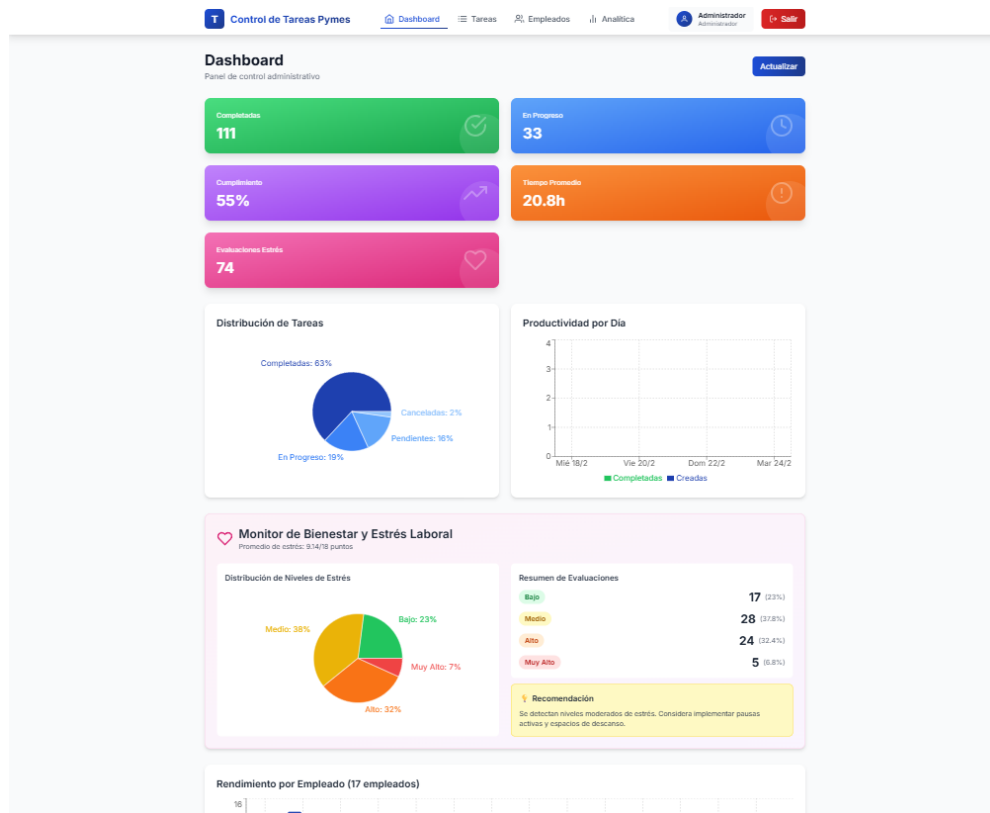 T Control de Tareas Pymes
Dashboard
Tareas
Empleados
Analítica
Administrador
Administrador
Salir
Dashboard
Panel de control administrativo
Actualizar
Completadas
111
En Progreso
33
Cumplimiento
55%
Tiempo Promedio
20.8h
Evaluaciones Estrés
74
Distribución de Tareas
Completadas: 63%
Canceladas: 2%
Pendientes: 16%
En Progreso: 19%
Productividad por Día
4
3
2
1
0
Mié 18/2 Vie 20/2 Dom 22/2 Mar 24/2
Completadas Creadas
Monitor de Bienestar y Estrés Laboral
Promedio de estrés: 9.14/18 puntos
Distribución de Niveles de Estrés
Bajo: 23%
Medio: 38%
Muy Alto: 7%
Alto: 32%
Resumen de Evaluaciones
Bajo 17 (23%)
Medio 28 (37.8%)
Alto 24 (32.4%)
Muy Alto 5 (6.8%)
Recomendación
Se detectan niveles moderados de estrés. Considera implementar pausas
activas y espacios de descanso.
Rendimiento por Empleado (17 empleados)
16